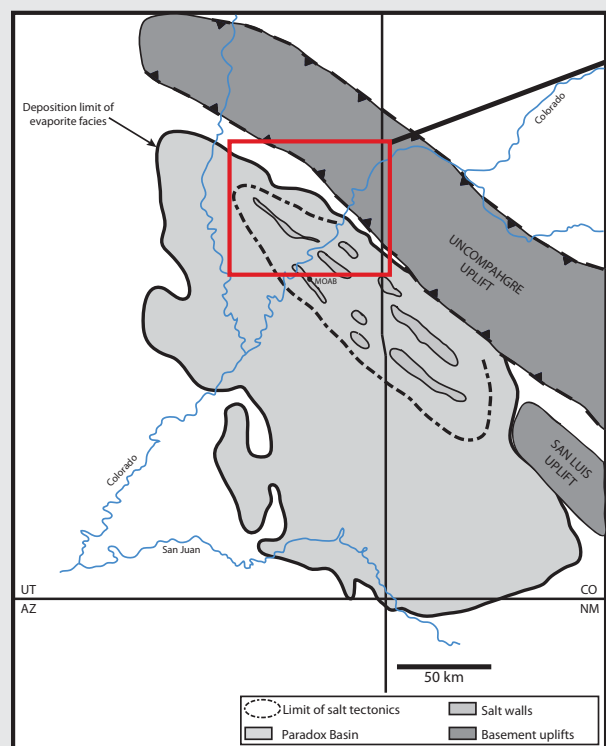 Deposition limit of
evaporite facies
Colorado
UNCOMPAHGRE
UPLIFT
MOAB
SAN LUIS
UPLIFT
Colorado
San Juan
UT
CO
AZ
NM
50 km
Limit of salt tectonics
Salt walls
Paradox Basin
Basement uplifts